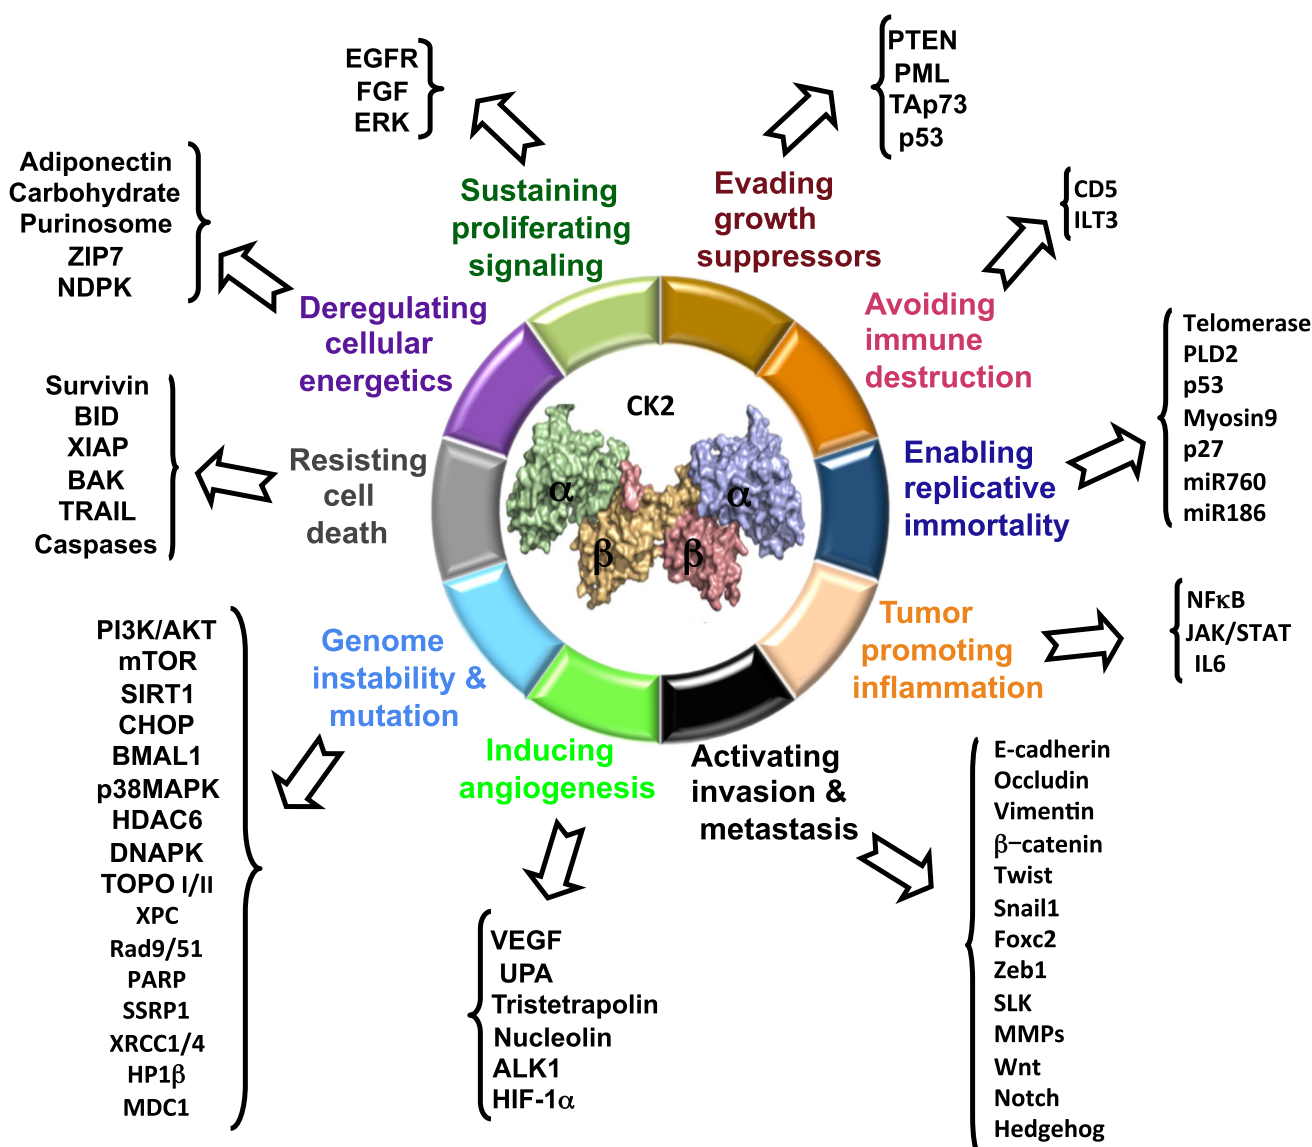 EGFR
FGF
ERK
PTEN
PML
TAp73
p53
Adiponectin
Carbohydrate
Purinosome
ZIP7
NDPK
Sustaining
proliferating
signaling
Evading
growth
suppressors
CD5
ILT3
Deregulating
cellular
energetics
Avoiding
immune
destruction
Telomerase
PLD2
p53
Myosin9
p27
miR760
miR186
Survivin
BID
XIAP
BAK
TRAIL
Caspases
Resisting
cell
death
CK2
α
α
β
β
Enabling
replicative
immortality
NFκB
JAK/STAT
IL6
Tumor
promoting
inflammation
Genome
instability &
mutation
PI3K/AKT
mTOR
SIRT1
CHOP
BMAL1
p38MAPK
HDAC6
DNAPK
TOPO I/II
XPC
Rad9/51
PARP
SSRP1
XRCC1/4
HP1β
MDC1
Inducing
angiogenesis
Activating
invasion &
metastasis
VEGF
UPA
Tristetrapolin
Nucleolin
ALK1
HIF-1α
E-cadherin
Occludin
Vimentin
β−catenin
Twist
Snail1
Foxc2
Zeb1
SLK
MMPs
Wnt
Notch
Hedgehog